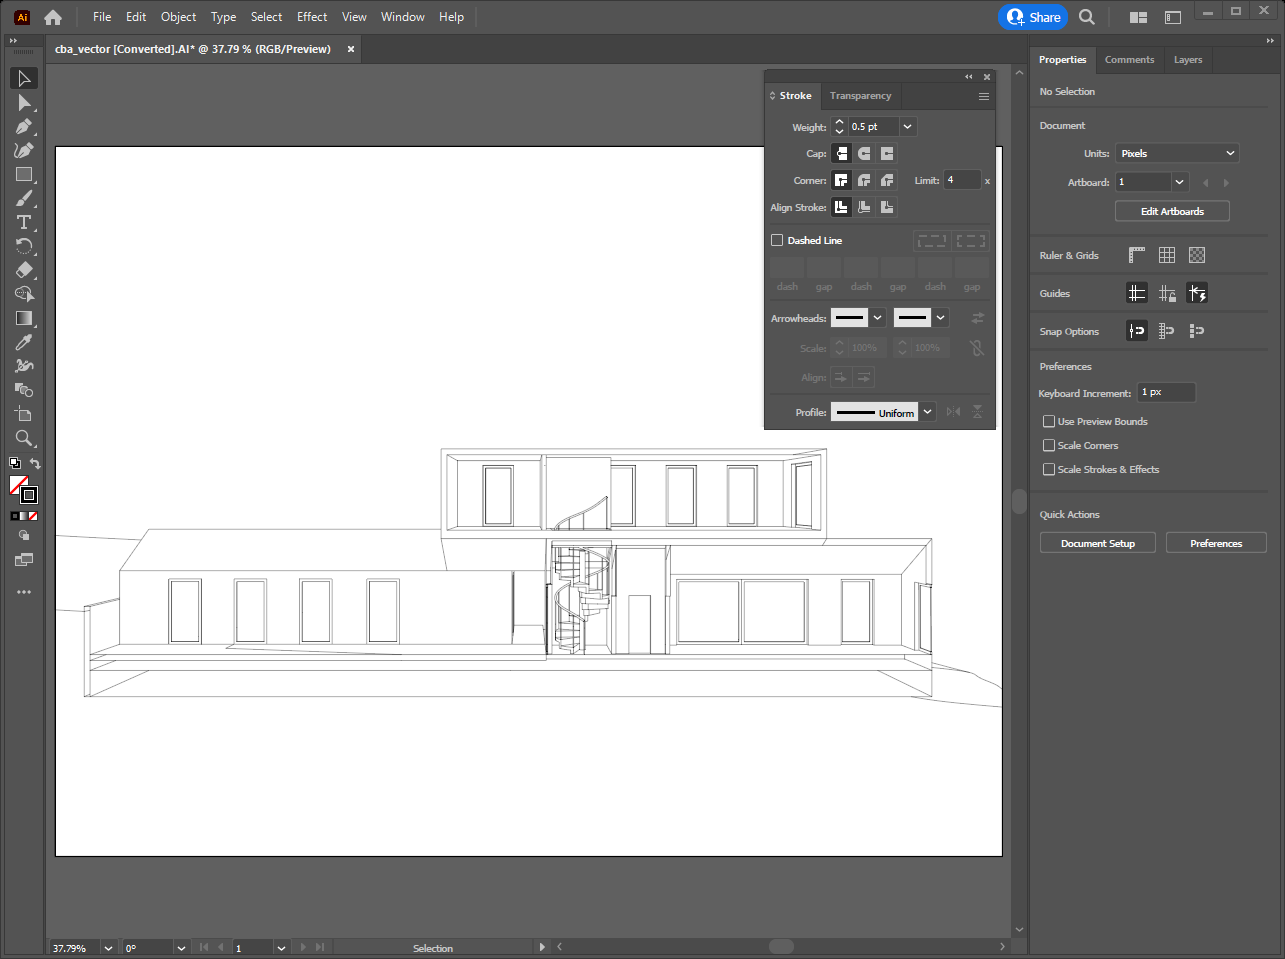 Ai File Edit Object Type Select Effect View Window Help Share
cba_vector [Converted].AI* @ 37.79 % (RGB/Preview) ×
Stroke Transparency
Weight: 0.5 pt
Cap:
Corner: Limit: 4 x
Align Stroke:
Dashed Line
dash gap dash gap dash gap
Arrowheads:
Scale: 100% 100%
Align:
Profile: Uniform
Properties Comments Layers
No Selection
Document
Units: Pixels
Artboard: 1
Edit Artboards
Ruler & Grids
Guides
Snap Options
Preferences
Keyboard Increment: 1 px
Use Preview Bounds
Scale Corners
Scale Strokes & Effects
Quick Actions
Document Setup Preferences
37.79% 0° 1 Selection